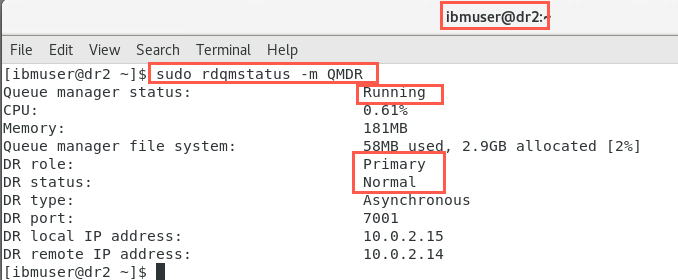 ibmuser@dr2:~
File Edit View Search Terminal Help
[ibmuser@dr2 ~]$ sudo rdqmstatus -m QMDR
Queue manager status: Running
CPU: 0.61%
Memory: 181MB
Queue manager file system: 58MB used, 2.9GB allocated [2%]
DR role: Primary
DR status: Normal
DR type: Asynchronous
DR port: 7001
DR local IP address: 10.0.2.15
DR remote IP address: 10.0.2.14
[ibmuser@dr2 ~]$